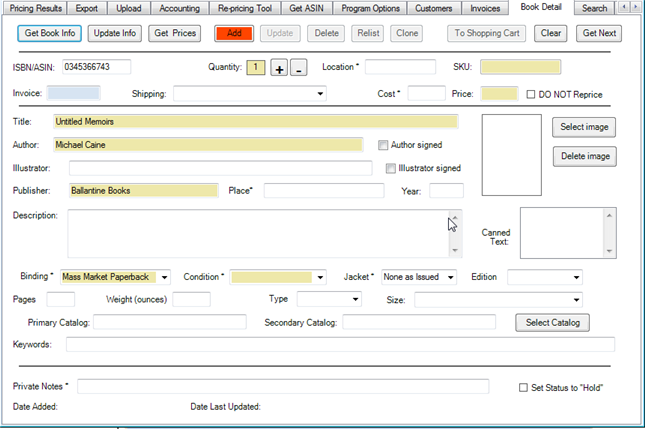 Pricing Results Export Upload Accounting Re-pricing Tool Get ASIN Program Options Customers Invoices Book Detail Search
Get Book Info Update Info Get Prices Add Update Delete Relist Clone To Shopping Cart Clear Get Next
ISBN/ASIN: 0345366743 Quantity: 1 + - Location * SKU:
Invoice: Shipping: Cost * Price: DO NOT Reprice
Title: Untitled Memoirs
Author: Michael Caine Author signed Select image
Illustrator: Illustrator signed Delete image
Publisher: Ballantine Books Place* Year:
Description: Canned Text:
Binding * Mass Market Paperback Condition * Jacket * None as Issued Edition
Pages Weight (ounces) Type Size:
Primary Catalog: Secondary Catalog: Select Catalog
Keywords:
Private Notes * Set Status to "Hold"
Date Added: Date Last Updated: